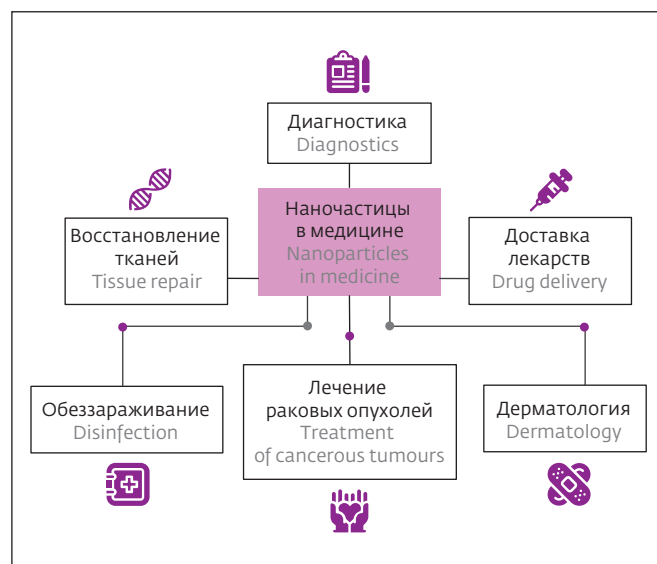 Диагностика
Diagnostics
Восстановление
тканей
Tissue repair
Наночастицы
в медицине
Nanoparticles
in medicine
Доставка
лекарств
Drug delivery
Обеззараживание
Disinfection
Лечение
раковых опухолей
Treatment
of cancerous tumours
Дерматология
Dermatology